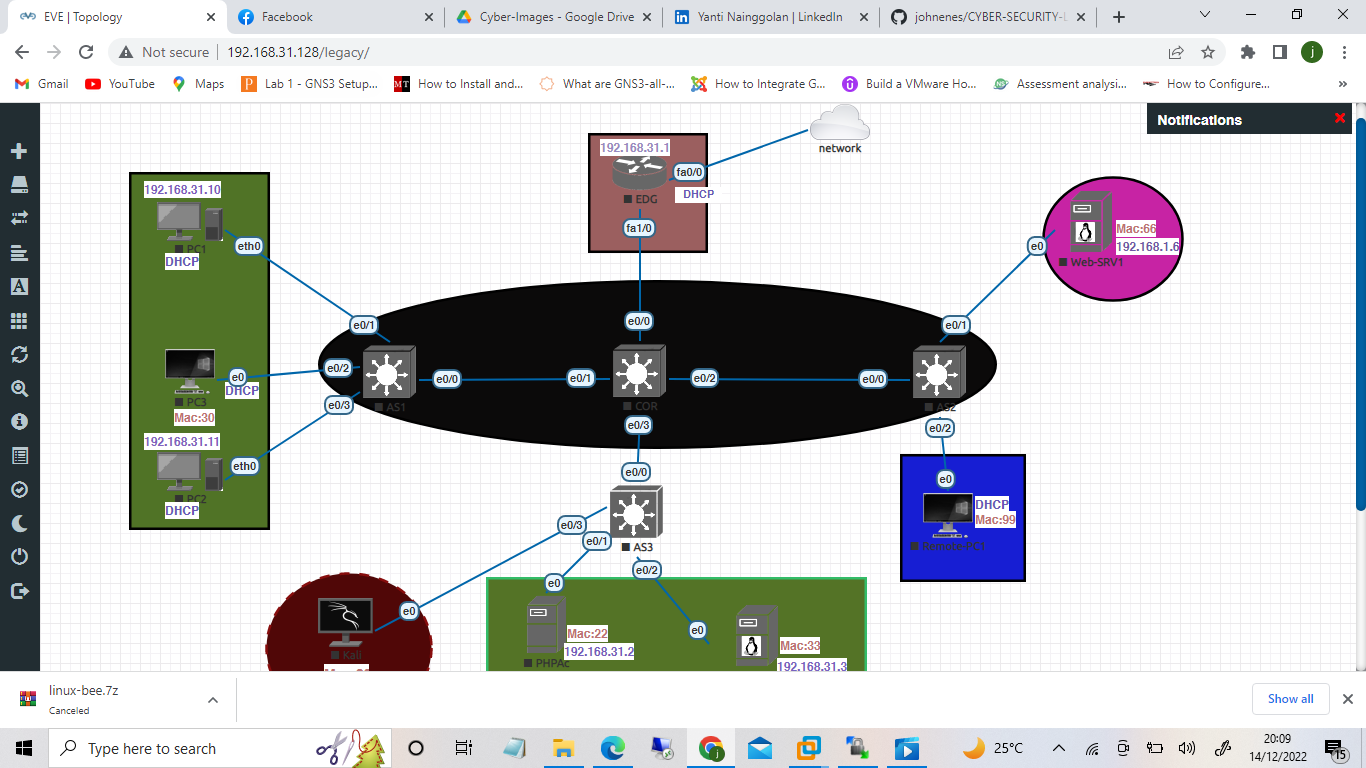 EVE | Topology
Facebook
Cyber-Images - Google Drive
Yanti Nainggolan | LinkedIn
johnenes/CYBER-SECURITY-L
Not secure
192.168.31.128/legacy/
j
Gmail
YouTube
Maps
Lab 1 - GNS3 Setup...
How to Install and...
What are GNS3-all-...
How to Integrate G...
Build a VMware Ho...
Assessment analysi...
How to Configure...
»
Notifications
network
192.168.31.1
fa0/0
EDG
DHCP
fa1/0
192.168.31.10
PC1
eth0
DHCP
Mac:66
192.168.1.6
e0
Web-SRV1
e0/1
e0/0
e0/1
e0/2
e0
DHCP
PC3
Mac:30
e0/3
e0/0
AS1
e0/1
COR
e0/2
e0/0
AS2
e0/3
e0/2
192.168.31.11
eth0
PC2
DHCP
e0/0
e0
DHCP
Mac:99
Remote-PC1
e0/3
e0/1
AS3
e0/2
e0
e0
Kali
e0
Mac:22
192.168.31.2
PHPAc
Mac:33
192.168.31.3
linux-bee.7z
Canceled
Show all
Type here to search
25°C
20:09
14/12/2022
15